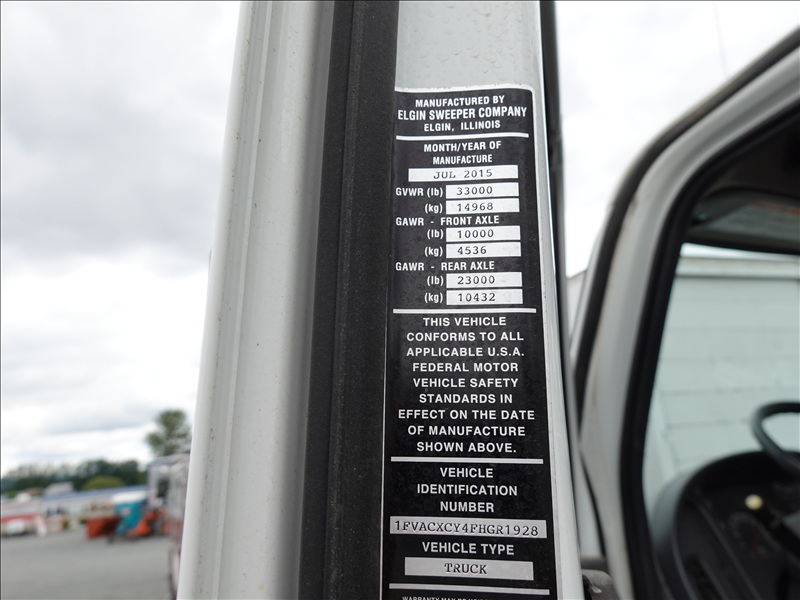 MANUFACTURED BY
ELGIN SWEEPER COMPANY
ELGIN, ILLINOIS
MONTH/YEAR OF
MANUFACTURE
JUL 2015
GVWR (lb) 33000
(kg) 14968
GAWR - FRONT AXLE
(lb) 10000
(kg) 4536
GAWR - REAR AXLE
(lb) 23000
(kg) 10432
THIS VEHICLE
CONFORMS TO ALL
APPLICABLE U.S.A.
FEDERAL MOTOR
VEHICLE SAFETY
STANDARDS IN
EFFECT ON THE DATE
OF MANUFACTURE
SHOWN ABOVE.
VEHICLE
IDENTIFICATION
NUMBER
1FVACXCY4FHGR1928
VEHICLE TYPE
TRUCK
WARRANTY MAY BE